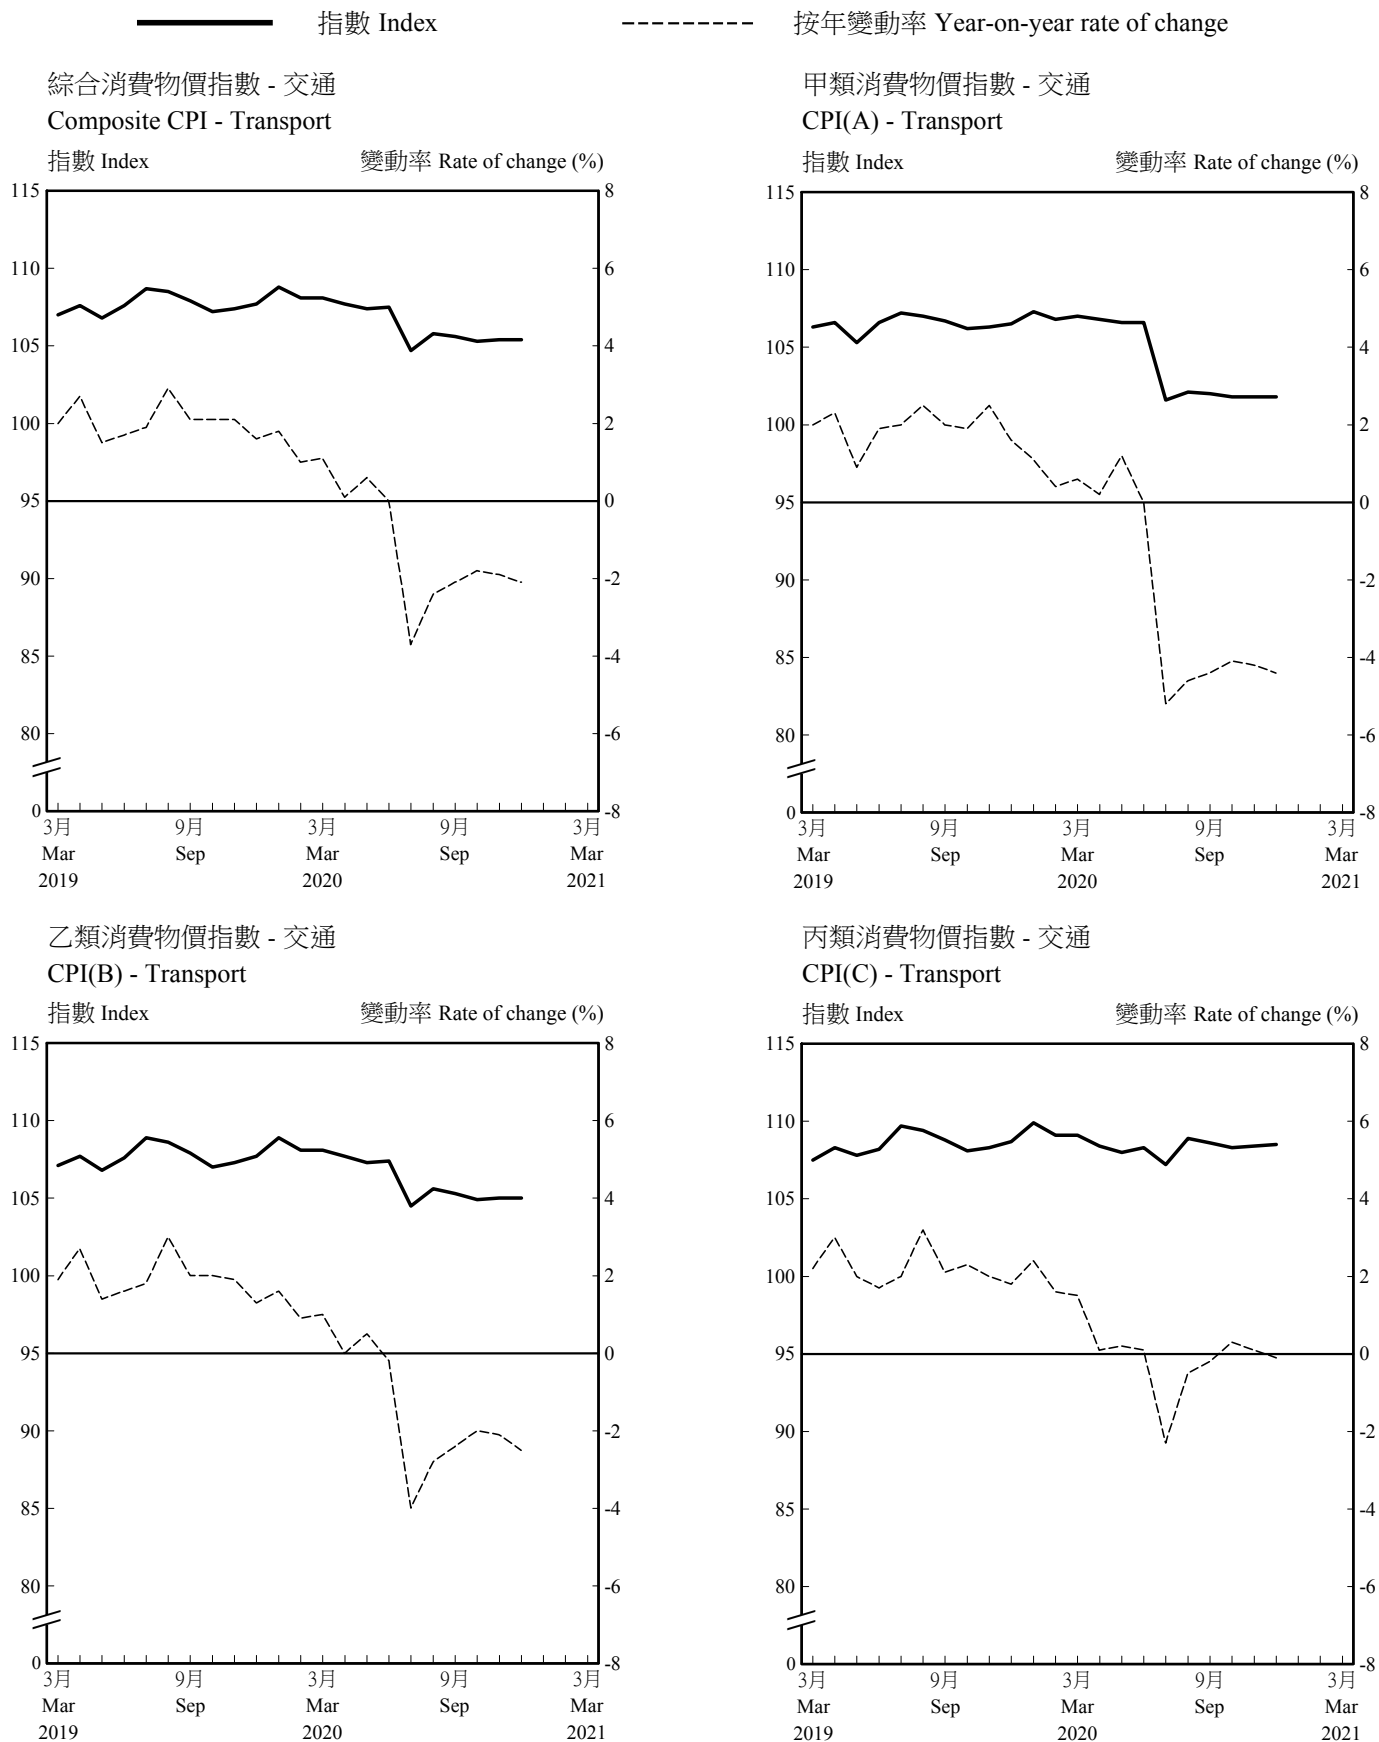 指數 Index
按年變動率 Year-on-year rate of change
綜合消費物價指數 - 交通
Composite CPI - Transport
指數 Index 變動率 Rate of change (%)
115 8
110 6
105 4
100 2
95 0
90 -2
85 -4
80 -6
0 -8
3月 9月 3月 9月 3月
Mar Sep Mar Sep Mar
2019 2020 2021
甲類消費物價指數 - 交通
CPI(A) - Transport
指數 Index 變動率 Rate of change (%)
115 8
110 6
105 4
100 2
95 0
90 -2
85 -4
80 -6
0 -8
3月 9月 3月 9月 3月
Mar Sep Mar Sep Mar
2019 2020 2021
乙類消費物價指數 - 交通
CPI(B) - Transport
指數 Index 變動率 Rate of change (%)
115 8
110 6
105 4
100 2
95 0
90 -2
85 -4
80 -6
0 -8
3月 9月 3月 9月 3月
Mar Sep Mar Sep Mar
2019 2020 2021
丙類消費物價指數 - 交通
CPI(C) - Transport
指數 Index 變動率 Rate of change (%)
115 8
110 6
105 4
100 2
95 0
90 -2
85 -4
80 -6
0 -8
3月 9月 3月 9月 3月
Mar Sep Mar Sep Mar
2019 2020 2021